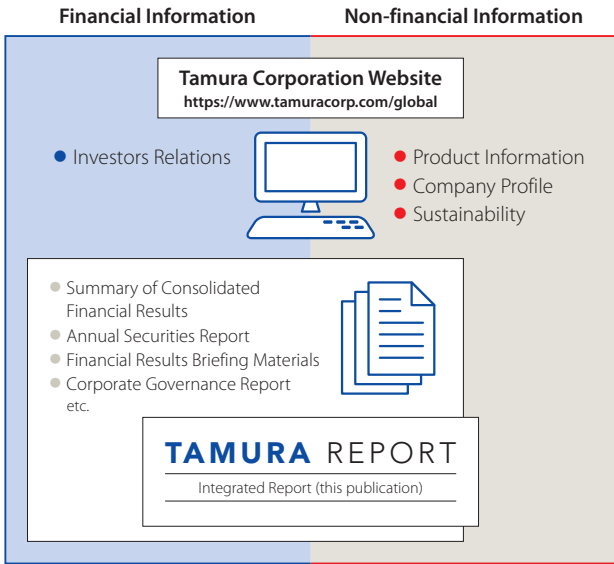 Financial Information
Non-financial Information
Tamura Corporation Website
https://www.tamuracorp.com/global
Investors Relations
Product Information
Company Profile
Sustainability
Summary of Consolidated
Financial Results
Annual Securities Report
Financial Results Briefing Materials
Corporate Governance Report
etc.
TAMURA REPORT
Integrated Report (this publication)